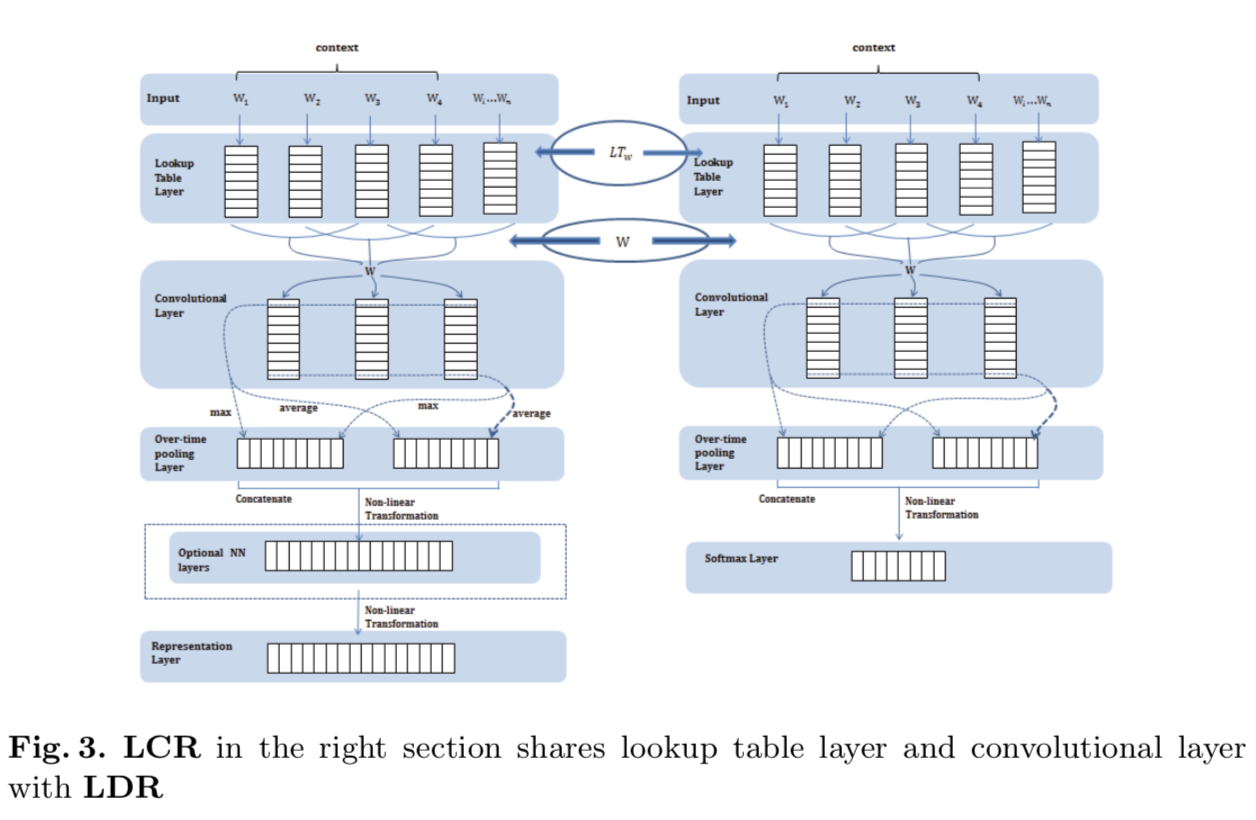 context
Input W₁ W₂ W₃ W₄ Wᵢ...Wₙ
Lookup
Table
Layer
W
Convolutional
Layer
max average max average
Over-time
pooling
Layer
Concatenate
Non-linear
Transformation
Optional NN
layers
Non-linear
Transformation
Representation
Layer
LT_w
W
context
Input W₁ W₂ W₃ W₄ Wᵢ...Wₙ
Lookup
Table
Layer
W
Convolutional
Layer
Over-time
pooling
Layer
Concatenate
Non-linear
Transformation
Softmax Layer
Fig. 3. LCR in the right section shares lookup table layer and convolutional layer
with LDR